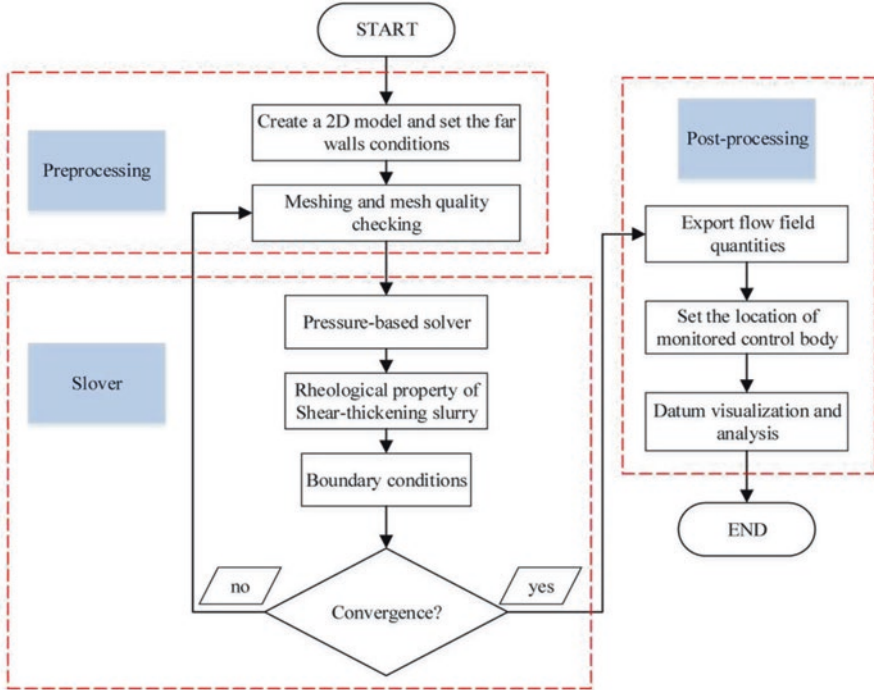 START
Preprocessing
Create a 2D model and set the far
walls conditions
Meshing and mesh quality
checking
Slover
Pressure-based solver
Rheological property of
Shear-thickening slurry
Boundary conditions
Convergence?
no
yes
Post-processing
Export flow field
quantities
Set the location of
monitored control body
Datum visualization and
analysis
END